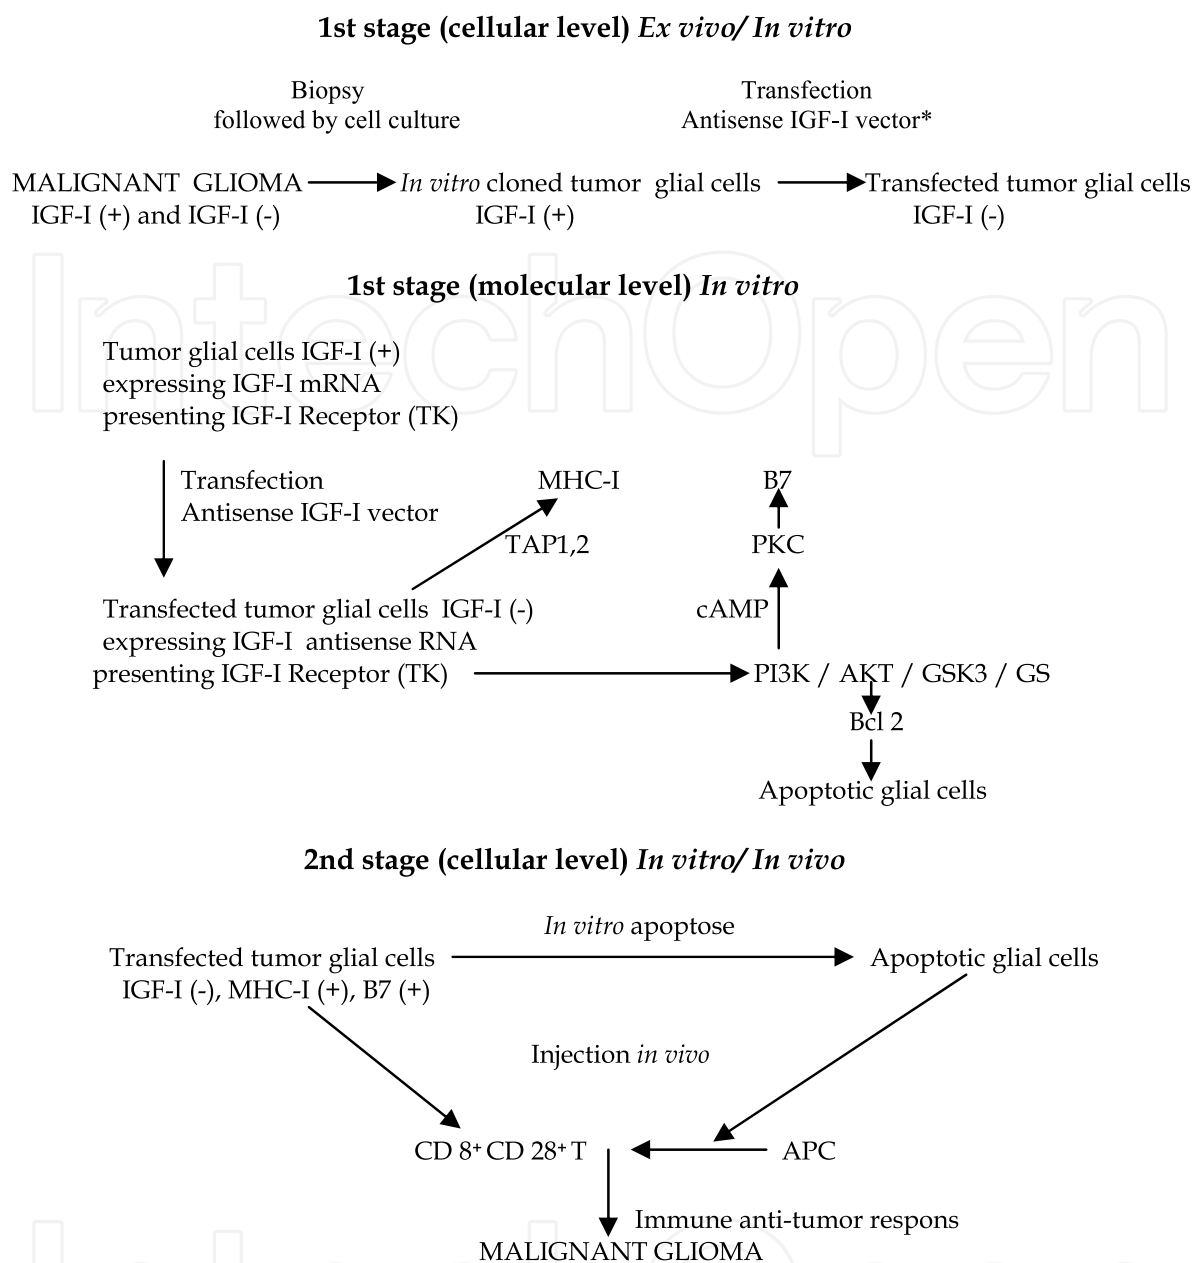 1st stage (cellular level) Ex vivo/ In vitro
Biopsy
followed by cell culture
Transfection
Antisense IGF-I vector*
MALIGNANT GLIOMA
IGF-I (+) and IGF-I (-)
In vitro cloned tumor glial cells
IGF-I (+)
Transfected tumor glial cells
IGF-I (-)
IntechOpen
1st stage (molecular level) In vitro
Tumor glial cells IGF-I (+)
expressing IGF-I mRNA
presenting IGF-I Receptor (TK)
Transfection
Antisense IGF-I vector
MHC-I
B7
TAP1,2
PKC
Transfected tumor glial cells IGF-I (-)
expressing IGF-I antisense RNA
presenting IGF-I Receptor (TK)
cAMP
PI3K / AKT / GSK3 / GS
Bcl 2
Apoptotic glial cells
2nd stage (cellular level) In vitro/ In vivo
In vitro apoptose
Transfected tumor glial cells
IGF-I (-), MHC-I (+), B7 (+)
Apoptotic glial cells
Injection in vivo
CD 8⁺ CD 28⁺ T
APC
Immune anti-tumor respons
MALIGNANT GLIOMA